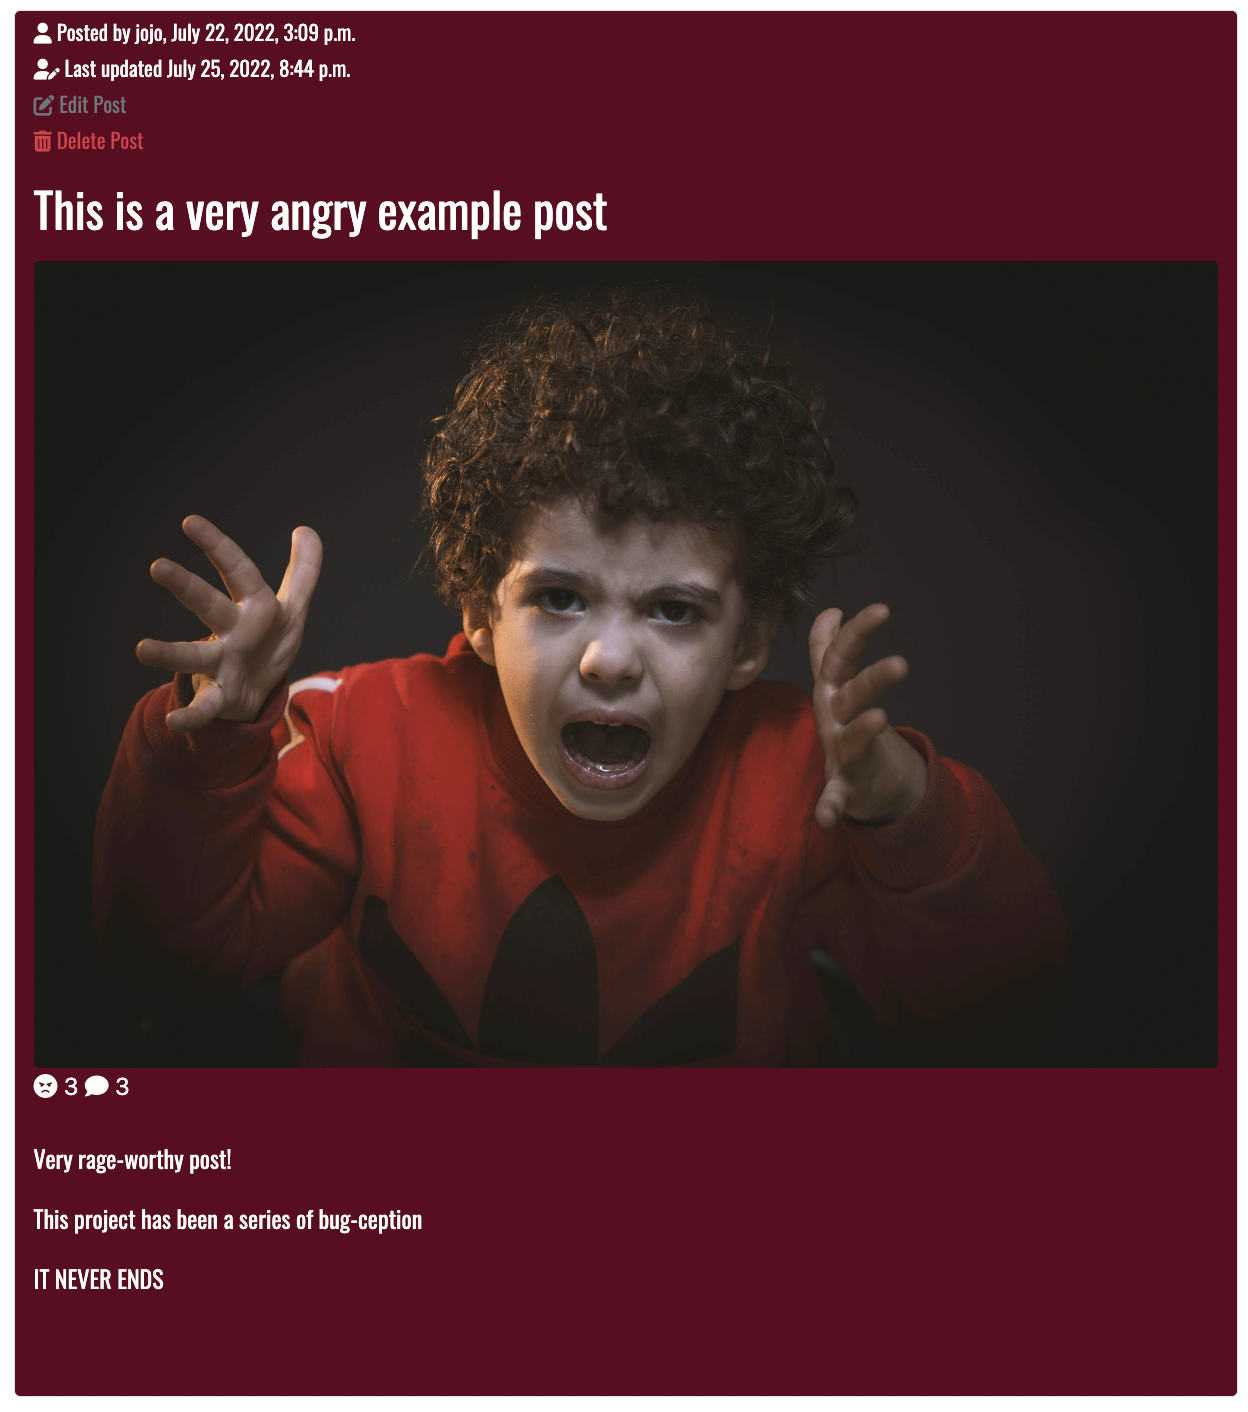 Posted by jojo, July 22, 2022, 3:09 p.m.
Last updated July 25, 2022, 8:44 p.m.
Edit Post
Delete Post
This is a very angry example post
3 3
Very rage-worthy post!
This project has been a series of bug-ception
IT NEVER ENDS